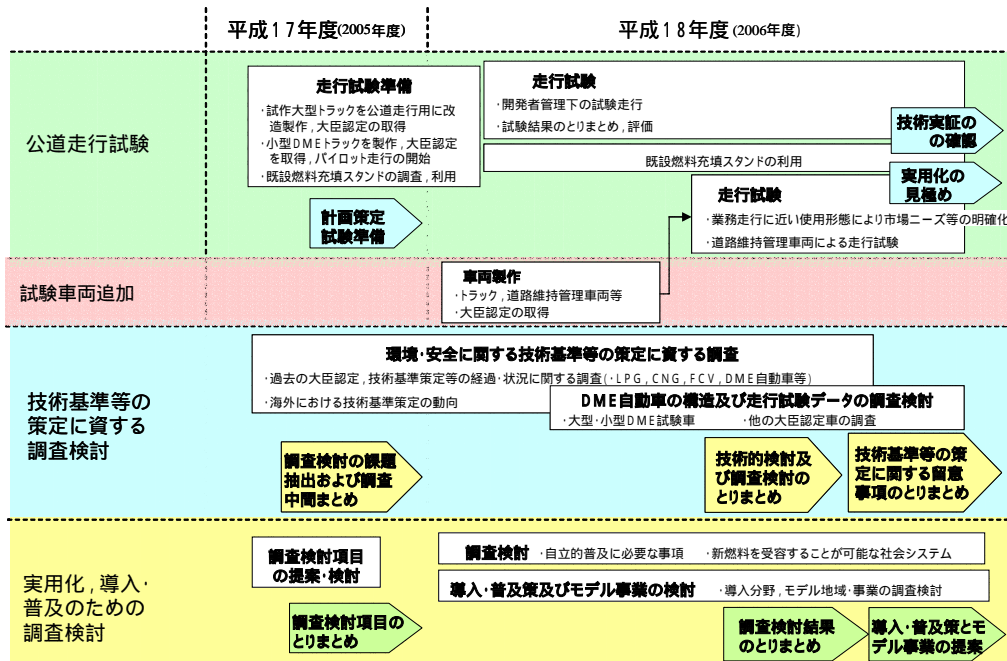 平成17年度(2005年度)
平成18年度(2006年度)
公道走行試験
走行試験準備
・試作大型トラックを公道走行用に改
造製作,大臣認定の取得
・小型DMEトラックを製作,大臣認定
を取得,パイロット走行の開始
・既設燃料充填スタンドの調査,利用
計画策定
試験準備
走行試験
・開発者管理下の試験走行
・試験結果のとりまとめ,評価
技術実証の
の確認
既設燃料充填スタンドの利用
実用化の
見極め
走行試験
・業務走行に近い使用形態により市場ニーズ等の明確化
・道路維持管理車両による走行試験
試験車両追加
車両製作
・トラック,道路維持管理車両等
・大臣認定の取得
技術基準等の
策定に資する
調査検討
環境・安全に関する技術基準等の策定に資する調査
・過去の大臣認定,技術基準策定等の経過・状況に関する調査(・LPG,CNG,FCV,DME自動車等)
・海外における技術基準策定の動向
DME自動車の構造及び走行試験データの調査検討
・大型・小型DME試験車 ・他の大臣認定車の調査
調査検討の課題
抽出および調査
中間まとめ
技術的検討及
び調査検討の
とりまとめ
技術基準等の策
定に関する留意
事項のとりまとめ
実用化,導入・
普及のための
調査検討
調査検討項目
の提案・検討
調査検討項目の
とりまとめ
調査検討 ・自立的普及に必要な事項 ・新燃料を受容することが可能な社会システム
導入・普及策及びモデル事業の検討 ・導入分野,モデル地域・事業の調査検討
調査検討結果
のとりまとめ
導入・普及策とモ
デル事業の提案